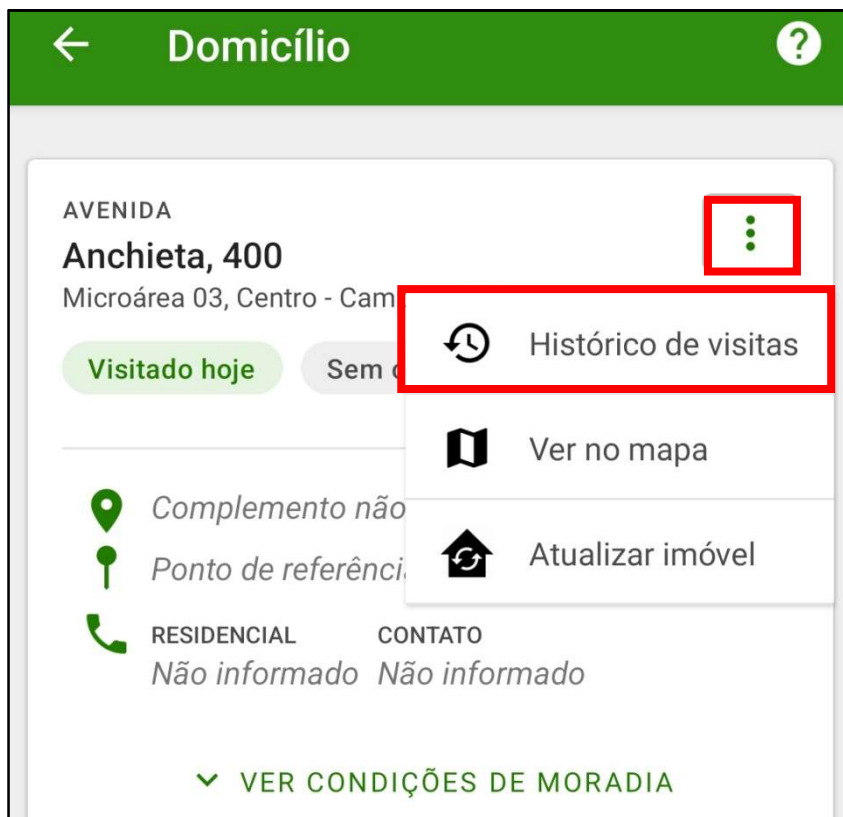 Domicílio
?
AVENIDA
Anchieta, 400
Microárea 03, Centro - Cam
Visitado hoje
Sem
Histórico de visitas
Ver no mapa
Atualizar imóvel
Complemento não
Ponto de referênci
RESIDENCIAL CONTATO
Não informado Não informado
VER CONDIÇÕES DE MORADIA